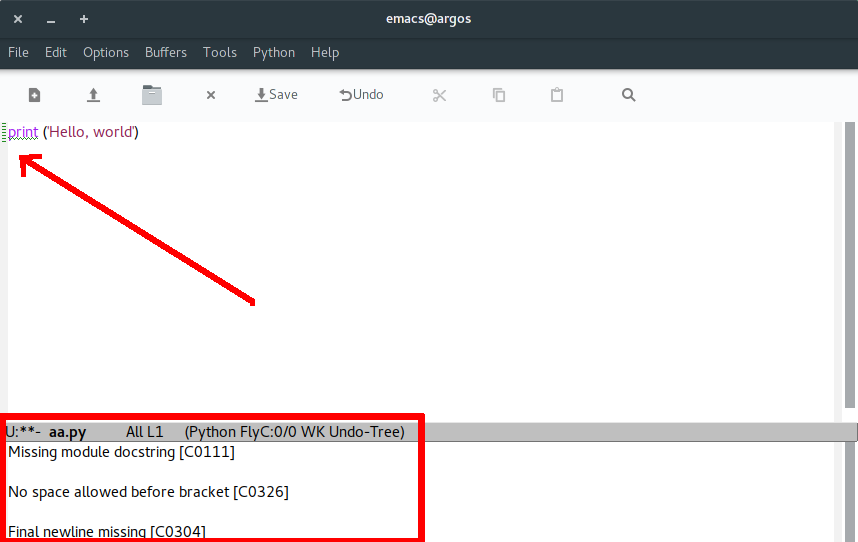 emacs@argos
File Edit Options Buffers Tools Python Help
Save Undo
print ('Hello, world')
U:**- aa.py All L1 (Python FlyC:0/0 WK Undo-Tree)
Missing module docstring [C0111]
No space allowed before bracket [C0326]
Final newline missing [C0304]